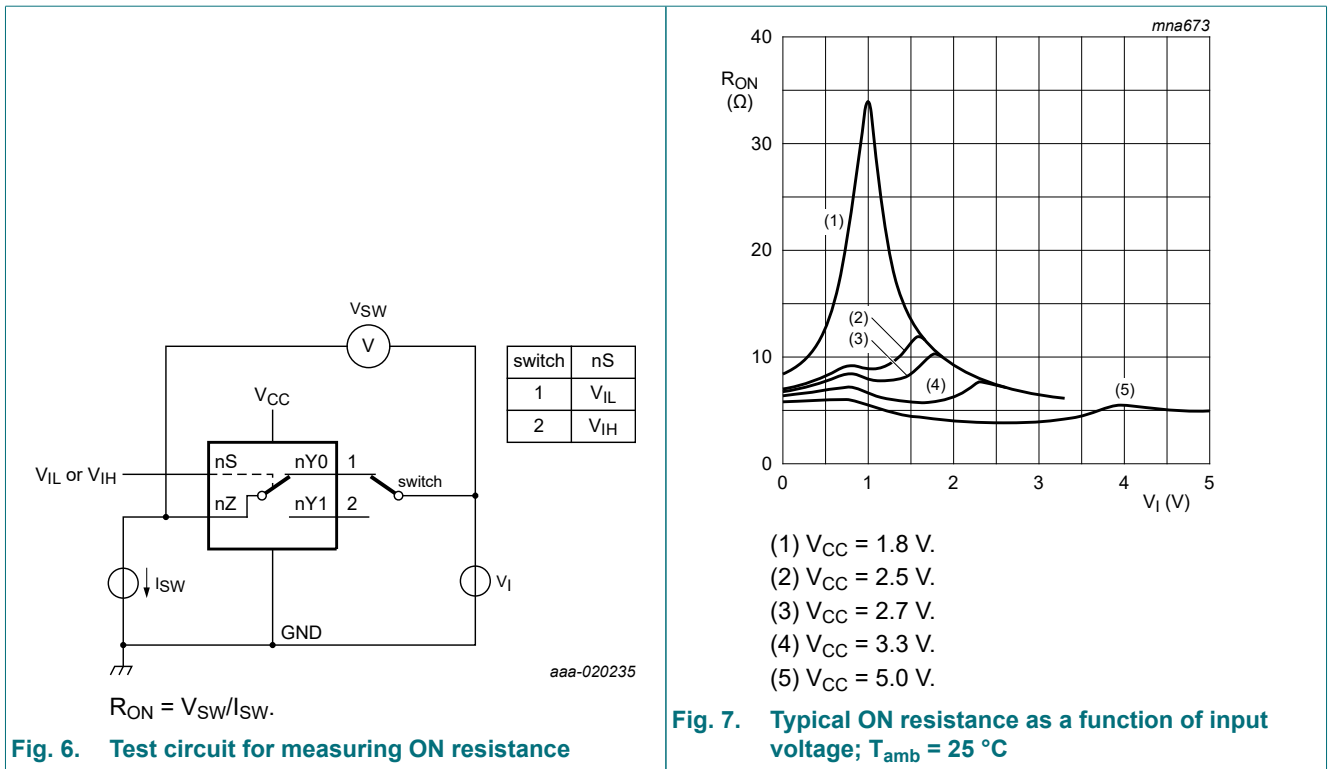 VSW
V
switch nS
1 VIL
2 VIH
VCC
VIL or VIH
nS nY0 1
switch
nZ nY1 2
ISW
VI
GND
aaa-020235
RON = VSW/ISW.
Fig. 6. Test circuit for measuring ON resistance
mna673
40
RON
(Ω)
30
(1)
20
(2)
(3)
10
(4)
(5)
0
0 1 2 3 4 5
VI (V)
(1) VCC = 1.8 V.
(2) VCC = 2.5 V.
(3) VCC = 2.7 V.
(4) VCC = 3.3 V.
(5) VCC = 5.0 V.
Fig. 7. Typical ON resistance as a function of input
voltage; Tamb = 25 °C